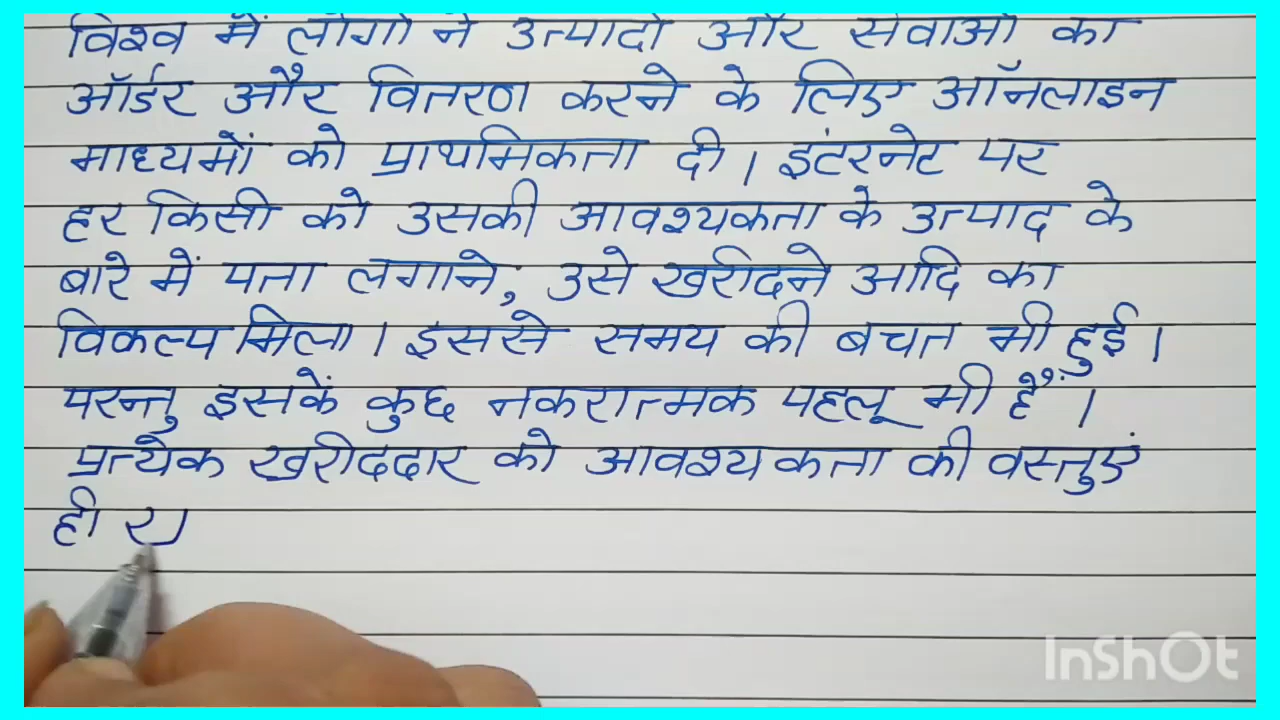 विश्व में लोगों ने उत्पादों और सेवाओं का
ऑर्डर और वितरण करने के लिए ऑनलाइन
माध्यमों को प्राथमिकता दी। इंटरनेट पर
हर किसी को उसकी आवश्यकता के उत्पाद के
बारे में पता लगाने, उसे खरीदने आदि का
विकल्प मिला। इससे समय की बचत भी हुई।
परन्तु इसकें कुछ नकरात्मक पहलू भी हैं।
प्रत्येक खरीददार को आवश्यकता की वस्तुएं
ही
InShOt